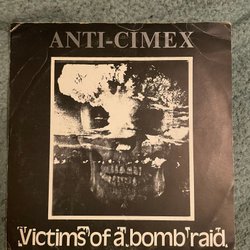 ANTI-CIMEX
Victims of a bomb raid